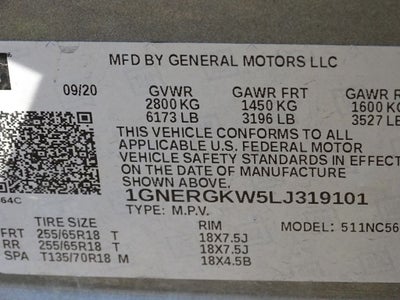 MFD BY GENERAL MOTORS LLC
09/20 GVWR GAWR FRT GAWR R
2800 KG 1450 KG 1600 K
6173 LB 3196 LB 3527 LB
THIS VEHICLE CONFORMS TO ALL
APPLICABLE U.S. FEDERAL MOTOR
VEHICLE SAFETY STANDARDS IN EFFECT
ON THE DATE OF MANUFACTURE
SHOWN ABOVE.
64C
1GNERGKW5LJ319101
TYPE: M.P.V. MODEL: 511NC56
TIRE SIZE RIM
FRT 255/65R18 T 18X7.5J
RR 255/65R18 T 18X7.5J
SPA T135/70R18 M 18X4.5B